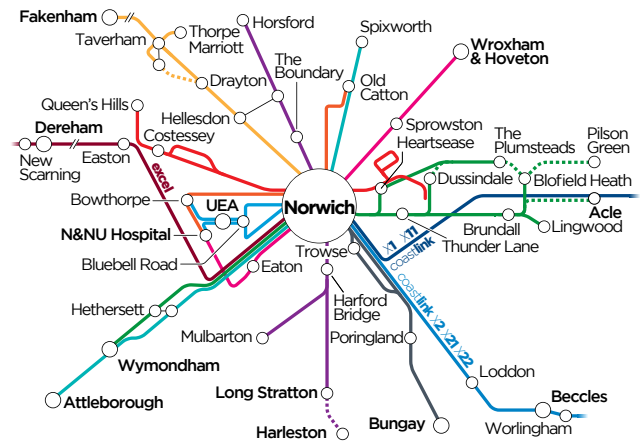 Fakenham
Taverham
Thorpe
Marriott
Horsford
Spixworth
The
Boundary
Wroxham
& Hoveton
Drayton
Old
Catton
Queen's Hills
Hellesdon
Sprowston
Heartsease
The
Plumsteads
Pilson
Green
Dereham
Costessey
New
Scarning
Easton
excel
Dussindale
Blofield Heath
Bowthorpe
UEA
Norwich
Acle
N&NU Hospital
X1 X11
coastlink
Thunder Lane
Brundall
Lingwood
Bluebell Road
Eaton
Trowse
Harford
Bridge
coastlink X2 X21 X22
Hethersett
Mulbarton
Poringland
Wymondham
Loddon
Attleborough
Long Stratton
Beccles
Worlingham
Harleston
Bungay